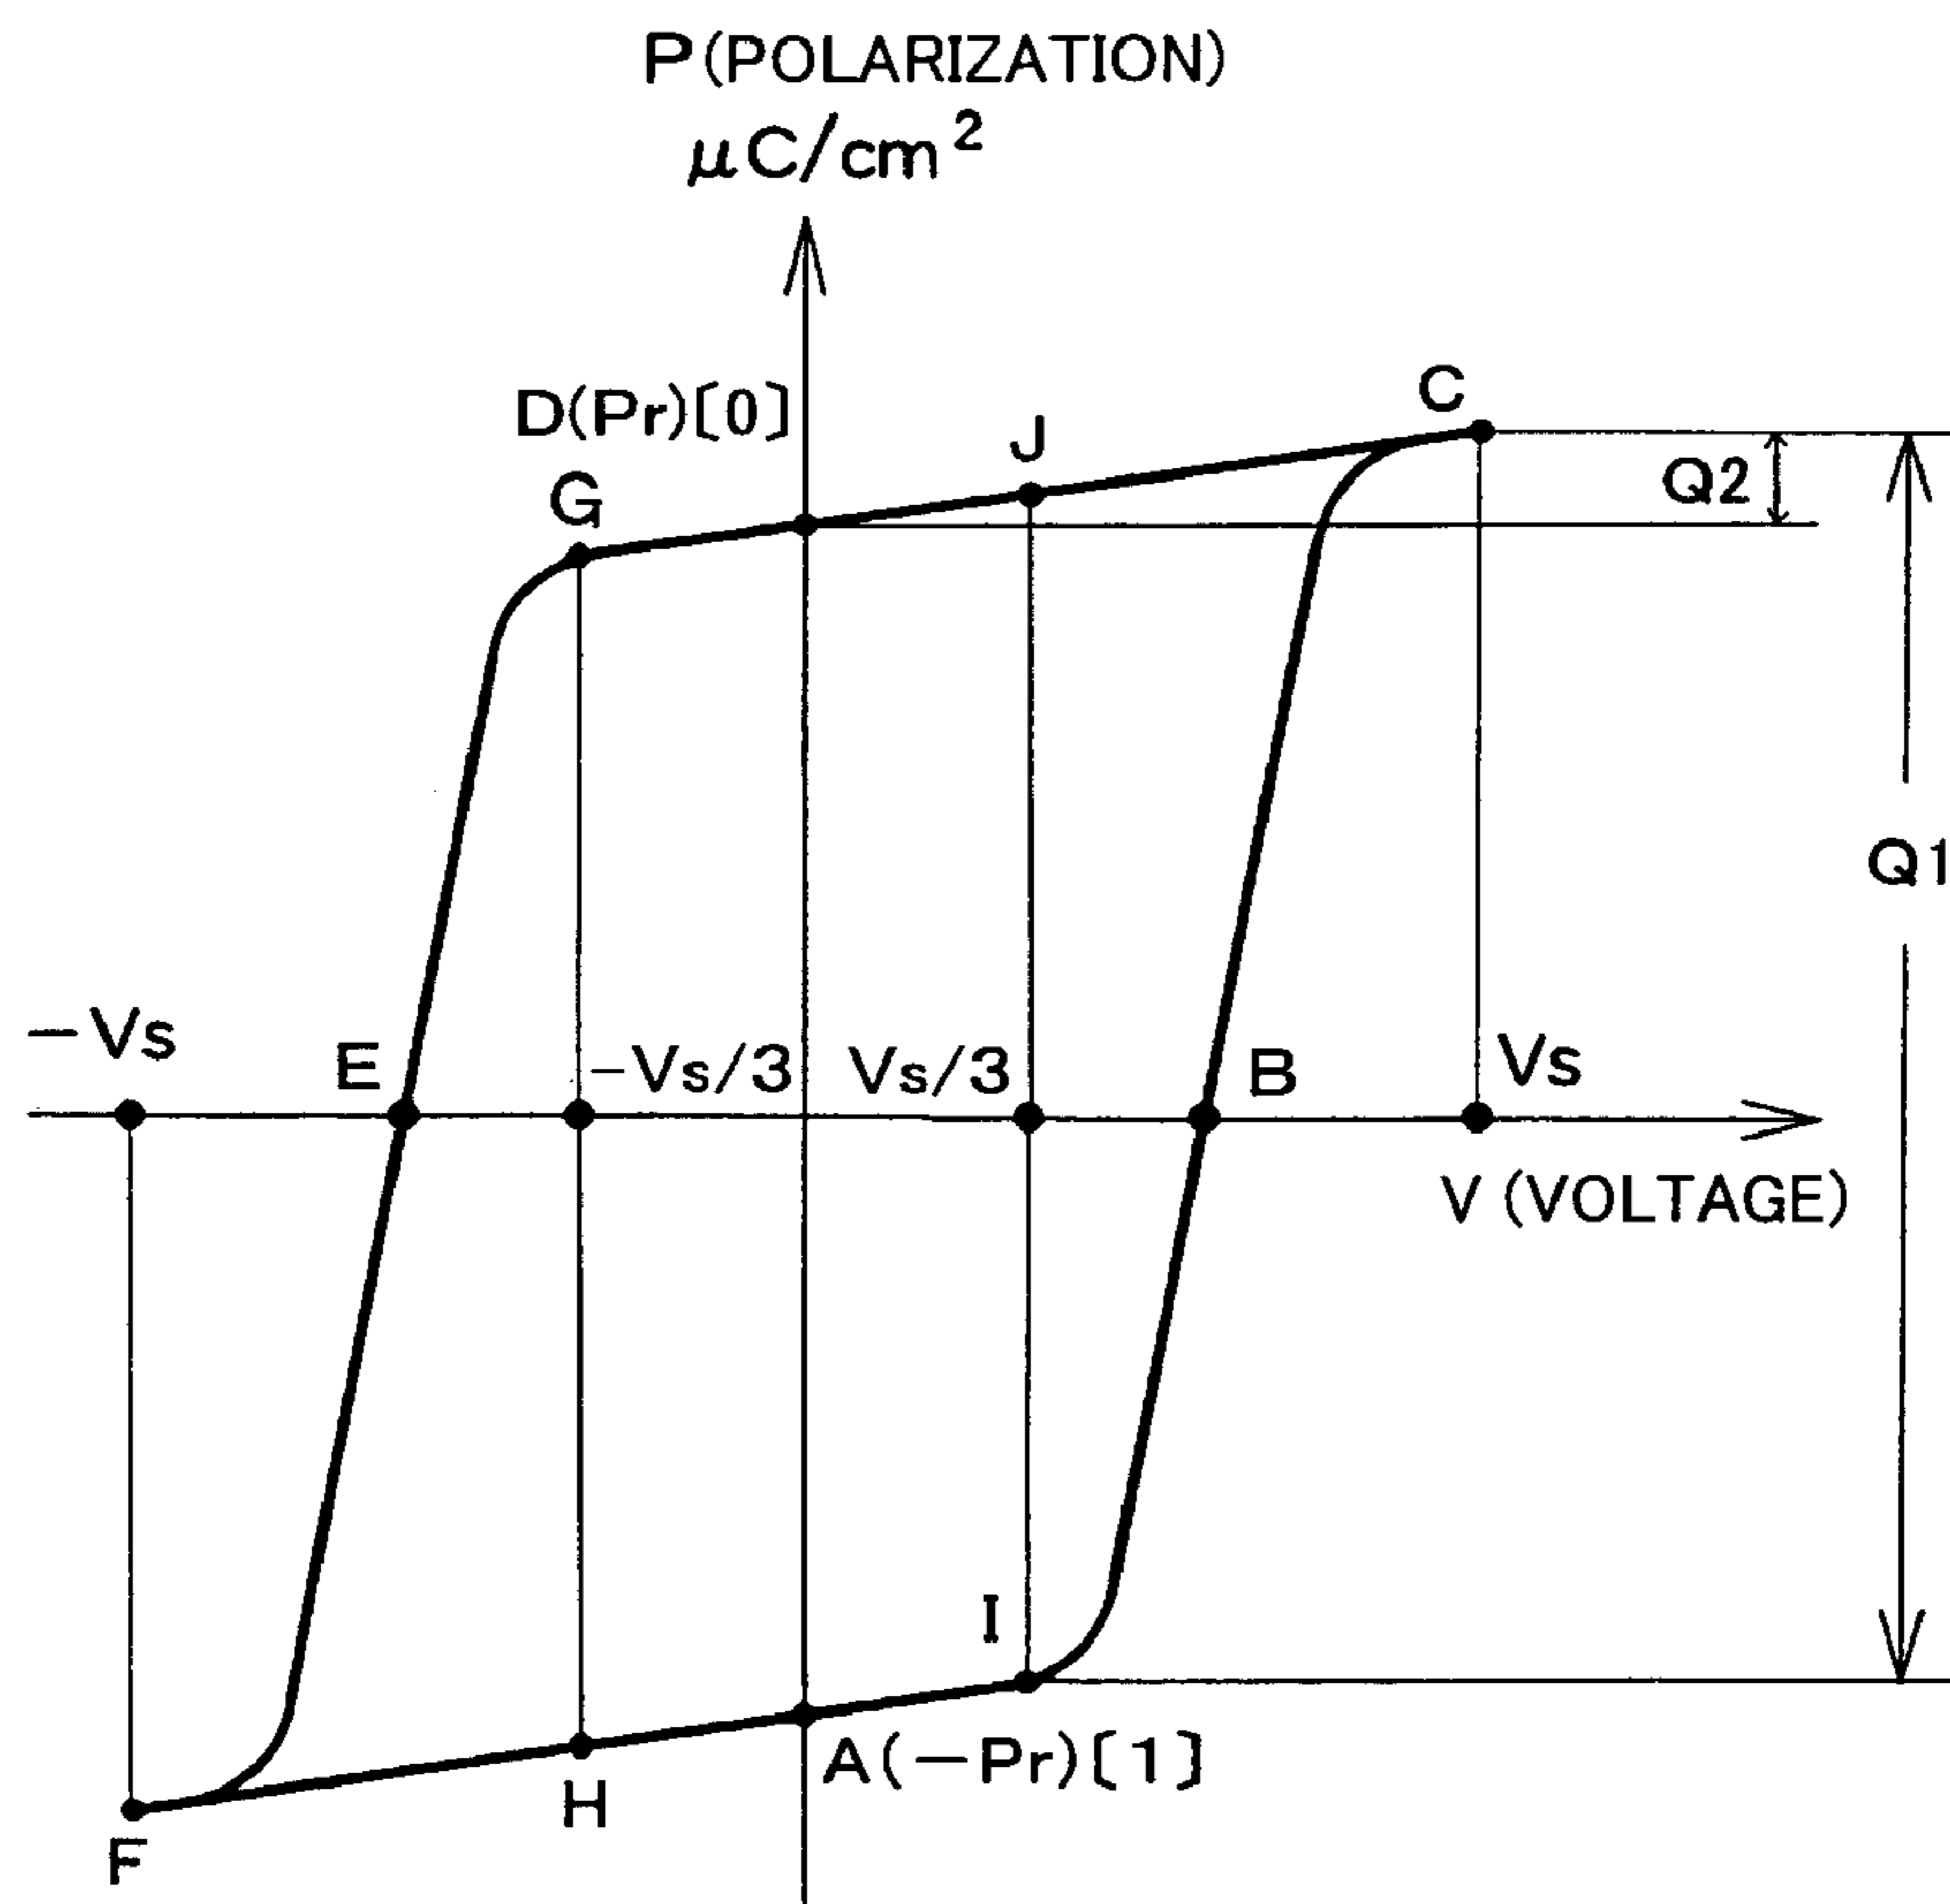 P(POLARIZATION)
μC/cm²
D(Pr)[0]
C
J
G
Q2
Q1
-Vs
E
-Vs/3
Vs/3
B
Vs
V(VOLTAGE)
I
A(-Pr)[1]
H
F